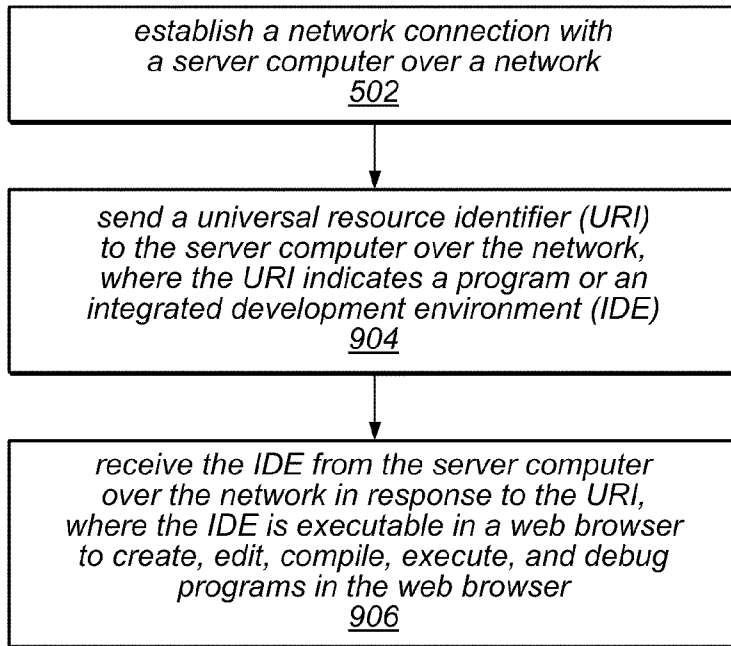 establish a network connection with
a server computer over a network
502
send a universal resource identifier (URI)
to the server computer over the network,
where the URI indicates a program or an
integrated development environment (IDE)
904
receive the IDE from the server computer
over the network in response to the URI,
where the IDE is executable in a web browser
to create, edit, compile, execute, and debug
programs in the web browser
906